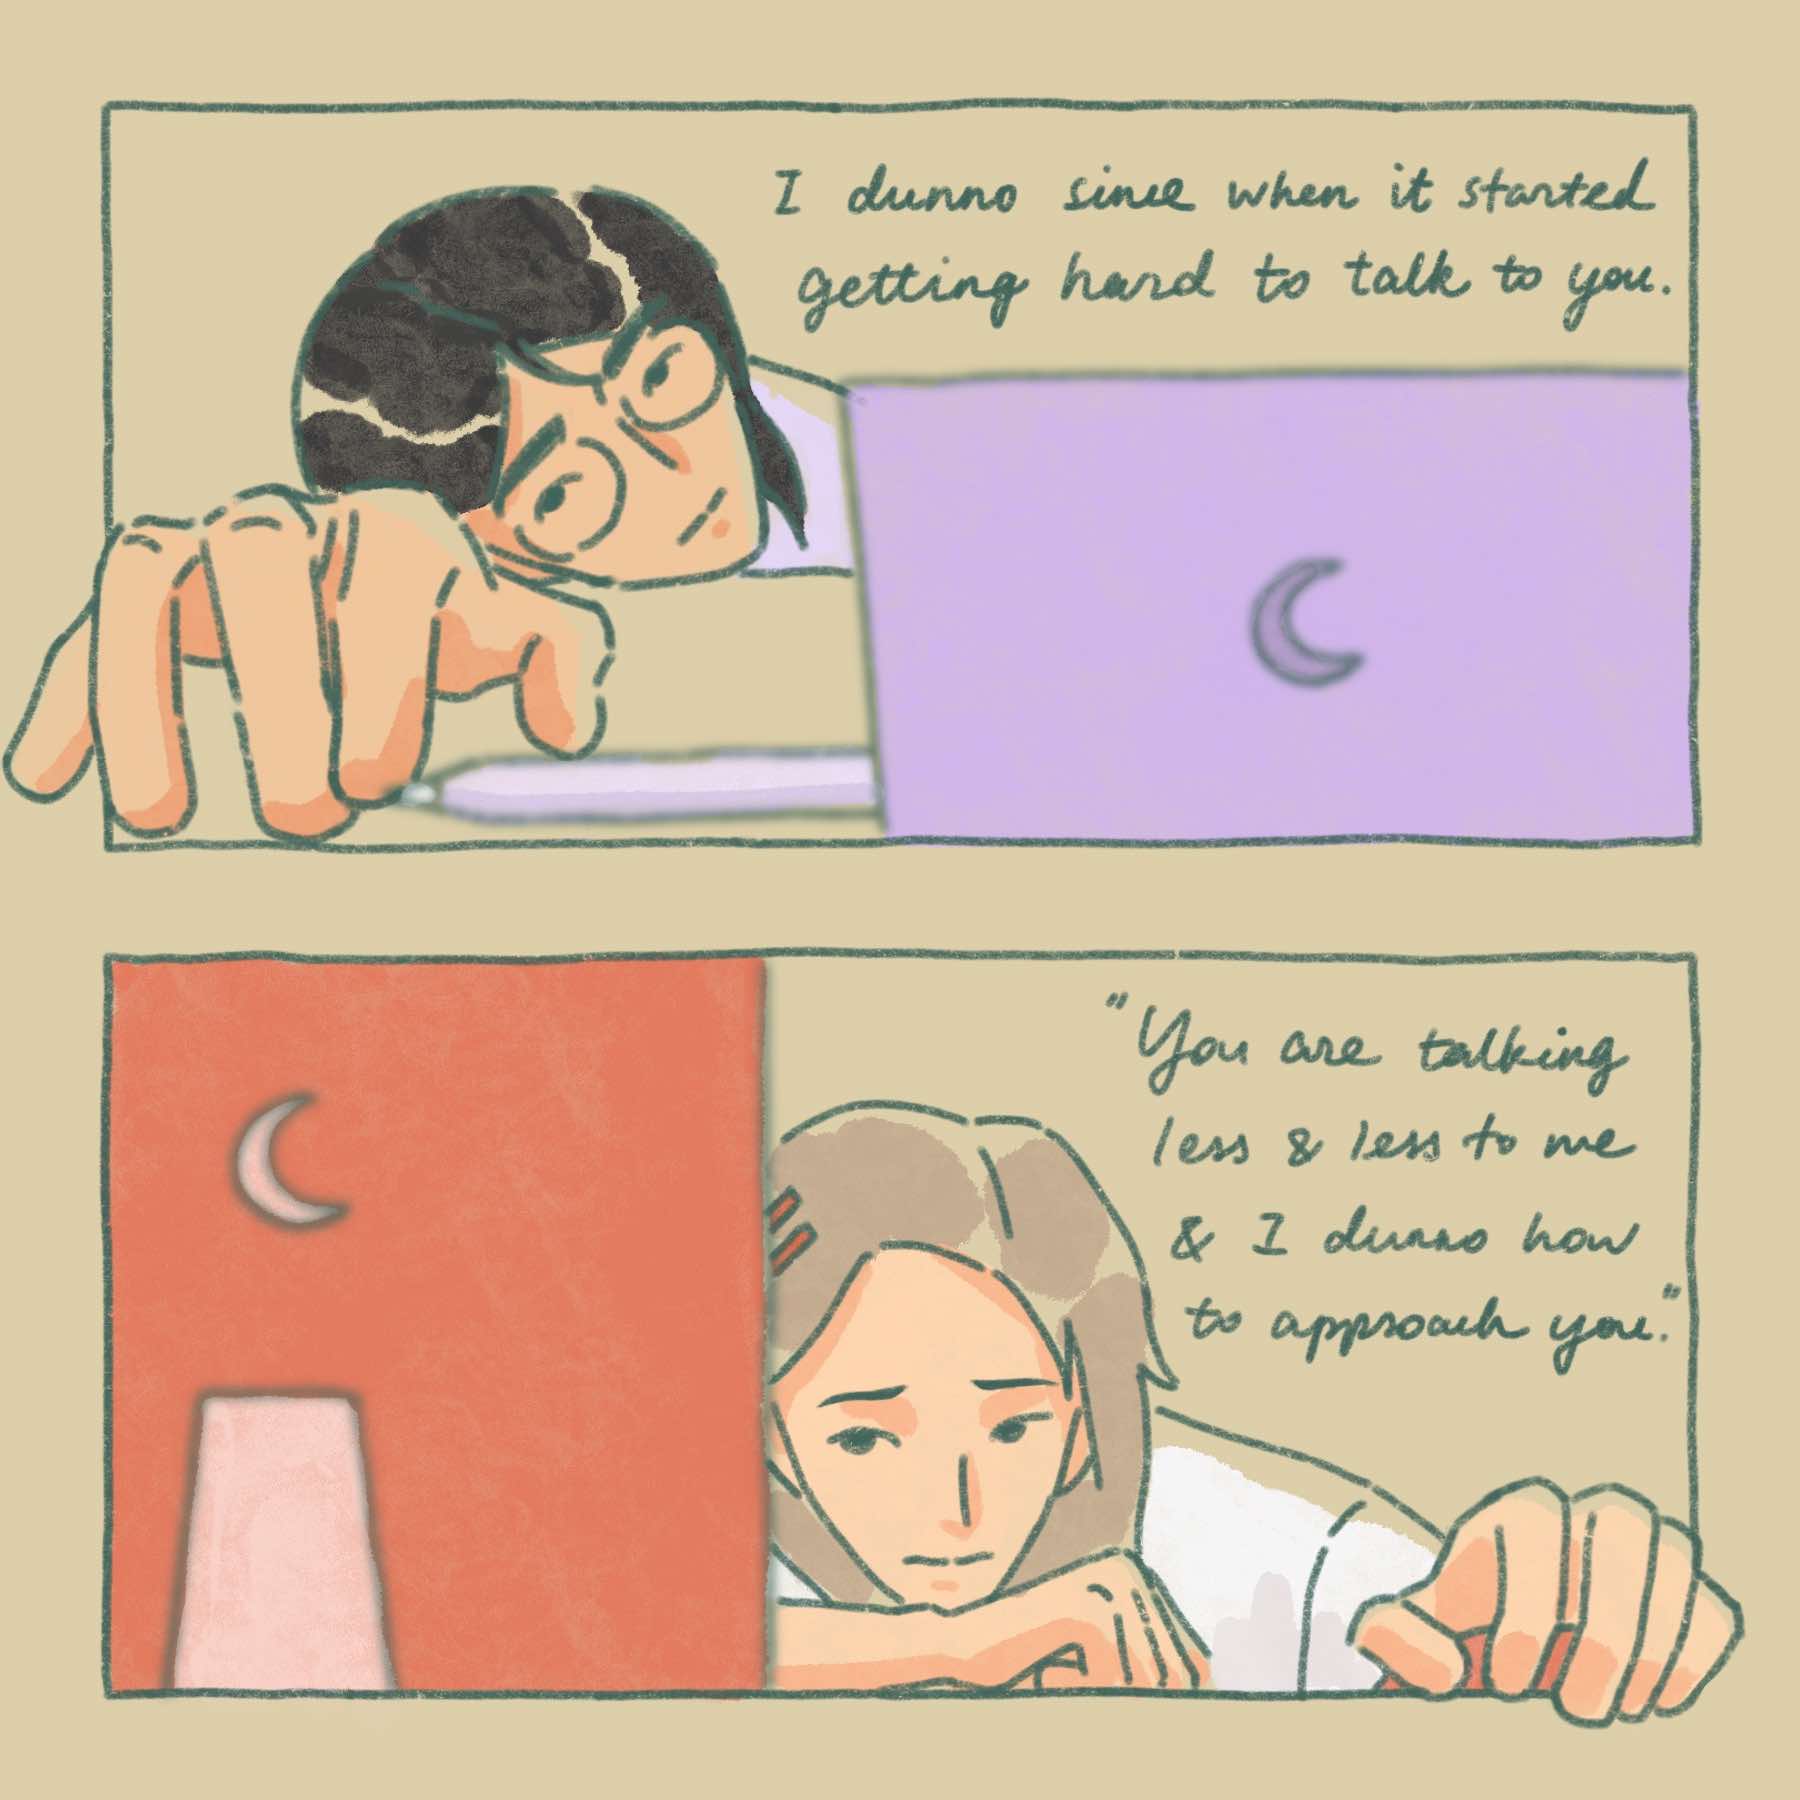 I dunno since when it started
getting hard to talk to you.
"You are talking
less & less to me
& I dunno how
to approach you."